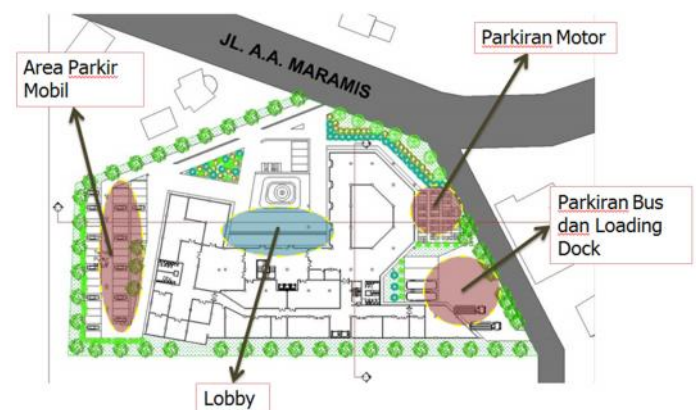 JL. A.A. MARAMIS
Parkiran Motor
Area Parkir
Mobil
Parkiran Bus
dan Loading
Dock
Lobby